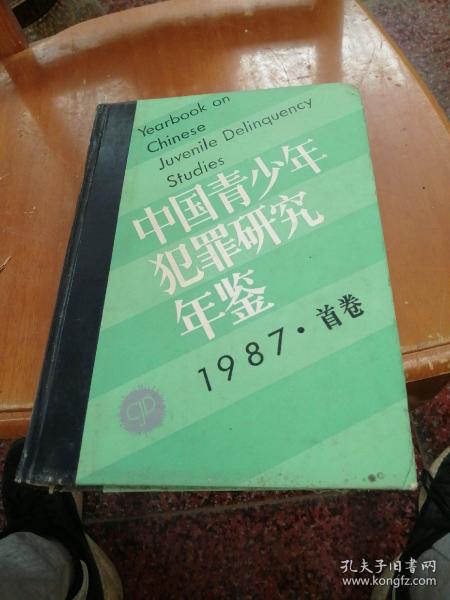 Yearbook on
Chinese
Juvenile Delinquency
Studies
中国青少年
犯罪研究
年鉴
1987·首卷
孔夫子旧书网
www.kongfz.com